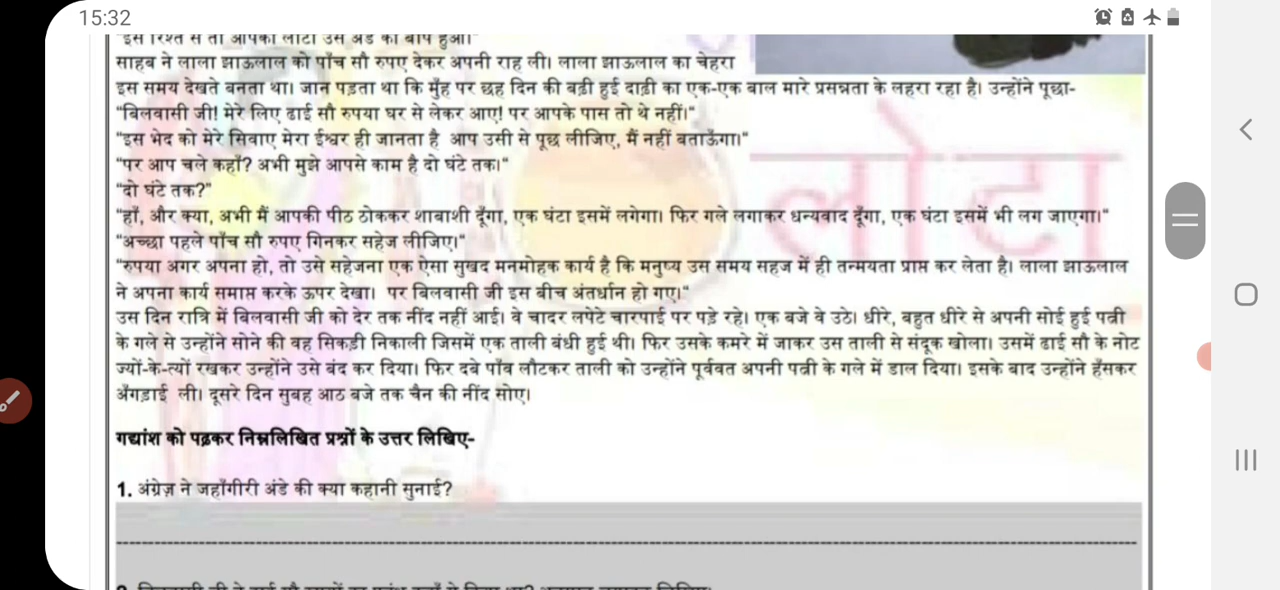 15:32
"इस रिश्ते से तो आपका लोटा उस अंडे का बाप हुआ।"
साहब ने लाला झाऊलाल को पाँच सौ रुपए देकर अपनी राह ली। लाला झाऊलाल का चेहरा
इस समय देखते बनता था। जान पड़ता था कि मुँह पर छह दिन की बढ़ी हुई दाढ़ी का एक-एक बाल मारे प्रसन्नता के लहरा रहा है। उन्होंने पूछा-
"बिलवासी जी! मेरे लिए ढाई सौ रुपया घर से लेकर आए! पर आपके पास तो थे नहीं।"
"इस भेद को मेरे सिवाए मेरा ईश्वर ही जानता है आप उसी से पूछ लीजिए, मैं नहीं बताऊँगा।"
"पर आप चले कहाँ? अभी मुझे आपसे काम है दो घंटे तक।"
"दो घंटे तक?"
"हाँ, और क्या, अभी मैं आपकी पीठ ठोककर शाबाशी दूँगा, एक घंटा इसमें लगेगा। फिर गले लगाकर धन्यवाद दूँगा, एक घंटा इसमें भी लग जाएगा।"
"अच्छा पहले पाँच सौ रुपए गिनकर सहेज लीजिए।"
"रुपया अगर अपना हो, तो उसे सहेजना एक ऐसा सुखद मनमोहक कार्य है कि मनुष्य उस समय सहज में ही तन्मयता प्राप्त कर लेता है। लाला झाऊलाल
ने अपना कार्य समाप्त करके ऊपर देखा। पर बिलवासी जी इस बीच अंतर्धान हो गए।"
उस दिन रात्रि में बिलवासी जी को देर तक नींद नहीं आई। वे चादर लपेटे चारपाई पर पड़े रहे। एक बजे वे उठे। धीरे, बहुत धीरे से अपनी सोई हुई पत्नी
के गले से उन्होंने सोने की वह सिकड़ी निकाली जिसमें एक ताली बंधी हुई थी। फिर उसके कमरे में जाकर उस ताली से संदूक खोला। उसमें ढाई सौ के नोट
ज्यों-के-त्यों रखकर उन्होंने उसे बंद कर दिया। फिर दबे पाँव लौटकर ताली को उन्होंने पूर्ववत अपनी पत्नी के गले में डाल दिया। इसके बाद उन्होंने हँसकर
अँगड़ाई ली। दूसरे दिन सुबह आठ बजे तक चैन की नींद सोए।
लोटा
गद्यांश को पढ़कर निम्नलिखित प्रश्नों के उत्तर लिखिए-
1. अंग्रेज़ ने जहाँगीरी अंडे की क्या कहानी सुनाई?